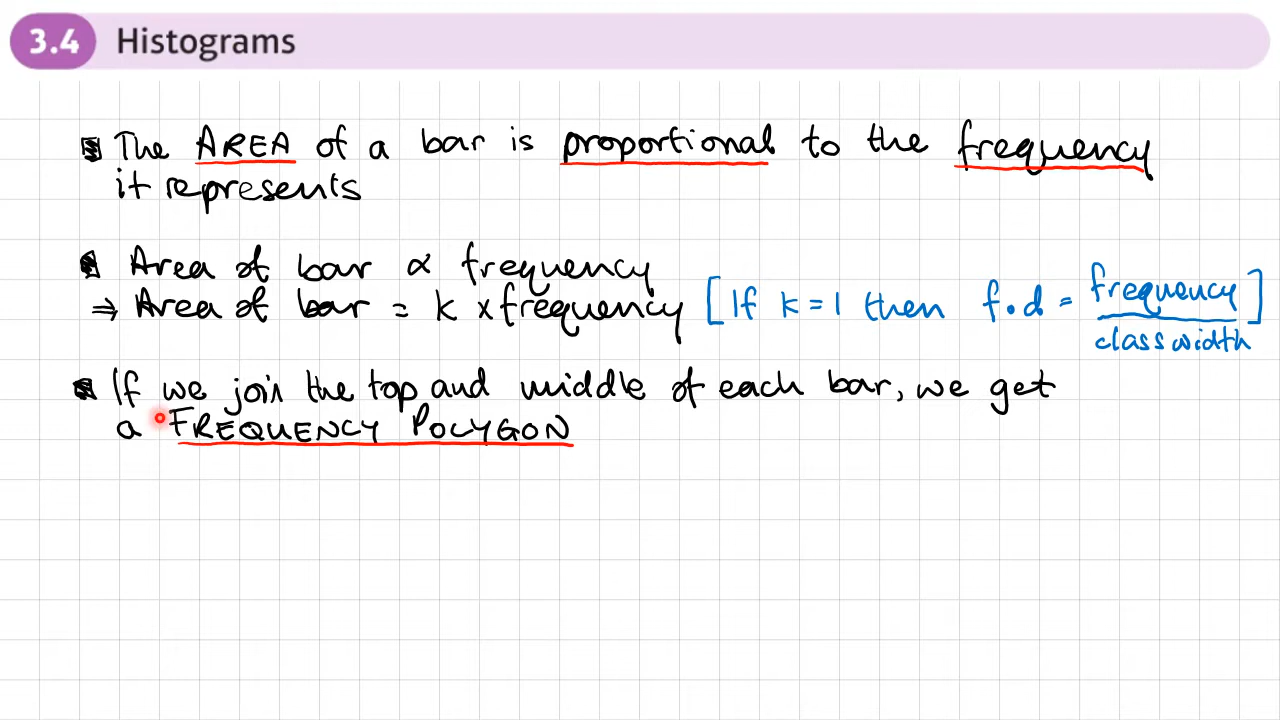 3.4 Histograms
The AREA of a bar is proportional to the frequency
it represents
Area of bar ∝ frequency
⇒ Area of bar = k × frequency [If k = 1 then f.d = frequency / class width]
If we join the top and middle of each bar, we get
a FREQUENCY POLYGON